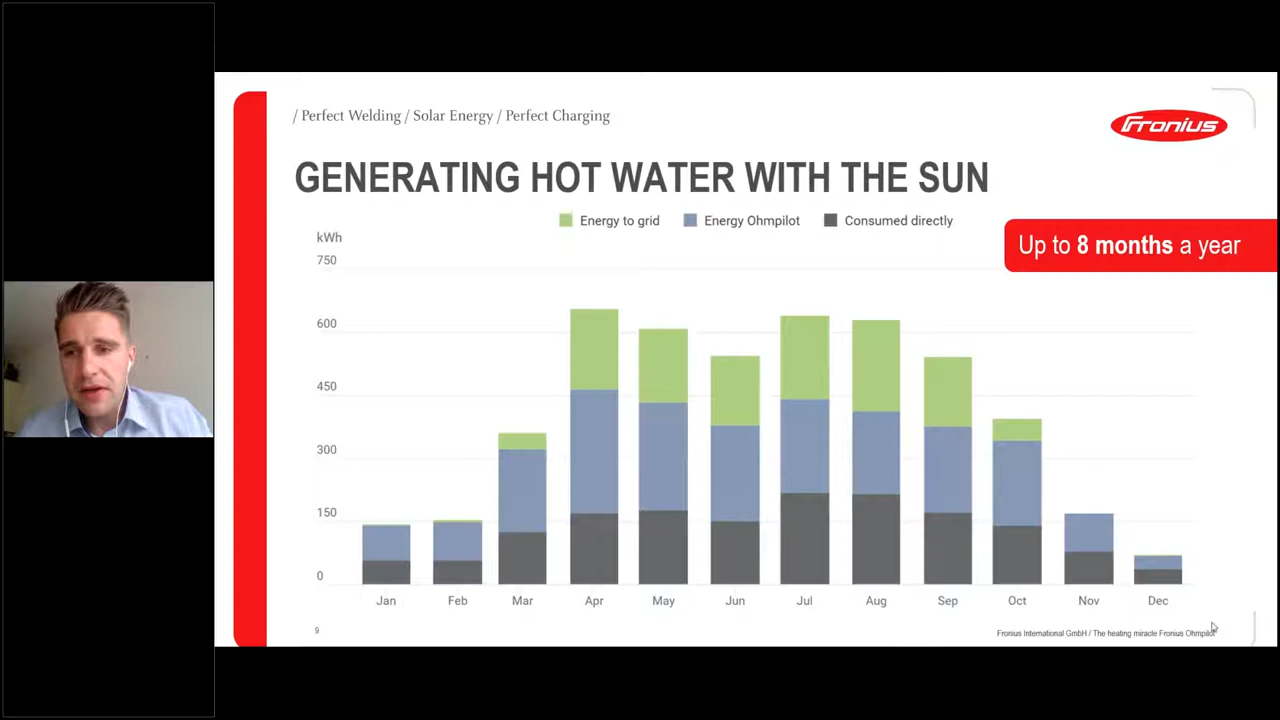 / Perfect Welding / Solar Energy / Perfect Charging
Fronius
GENERATING HOT WATER WITH THE SUN
Energy to grid
Energy Ohmpilot
Consumed directly
Up to 8 months a year
kWh
750
600
450
300
150
0
Jan Feb Mar Apr May Jun Jul Aug Sep Oct Nov Dec
9
Fronius International GmbH / The heating miracle Fronius Ohmpilot